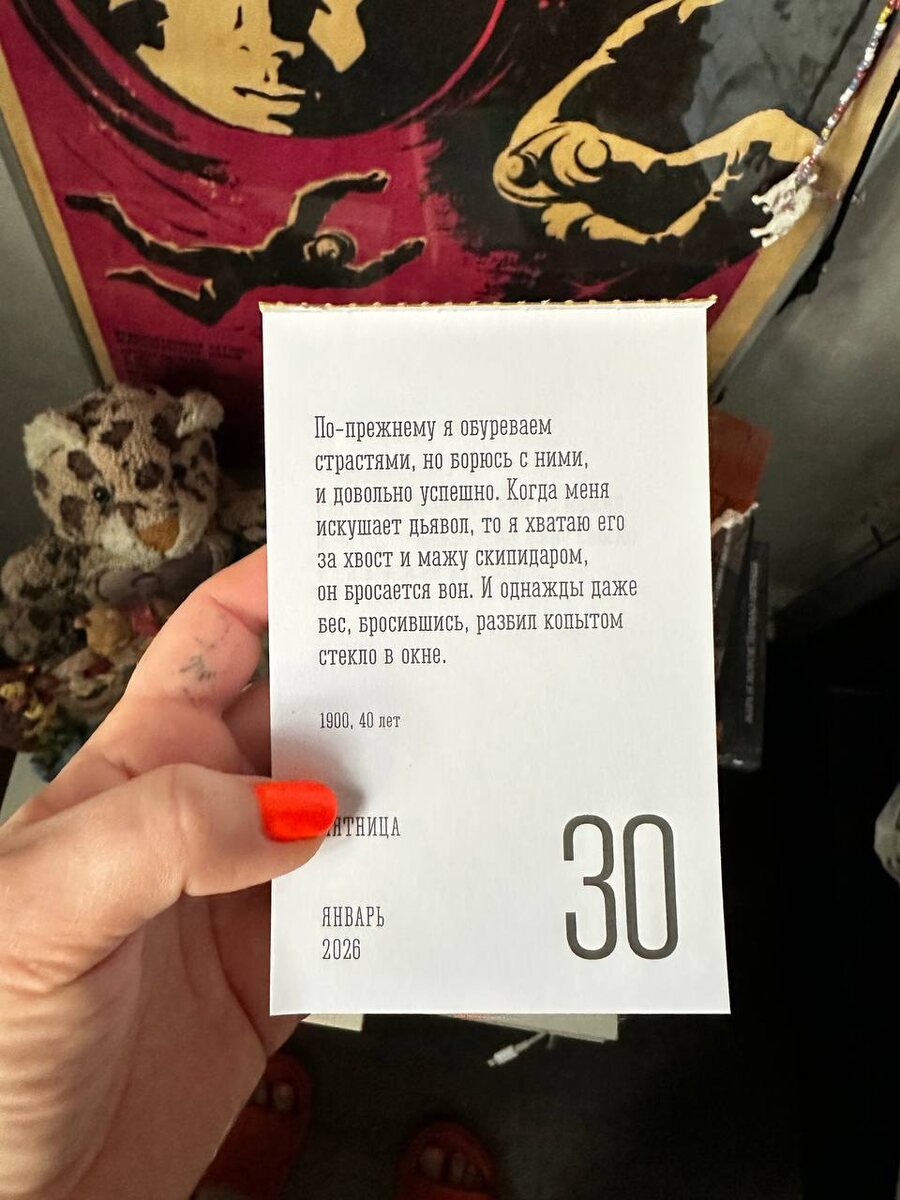 По-прежнему я обуреваем
страстями, но борюсь с ними,
и довольно успешно. Когда меня
искушает дьявол, то я хватаю его
за хвост и мажу скипидаром,
он бросается вон. И однажды даже
бес, бросившись, разбил копытом
стекло в окне.
1900, 40 лет
ПЯТНИЦА
30
ЯНВАРЬ
2026